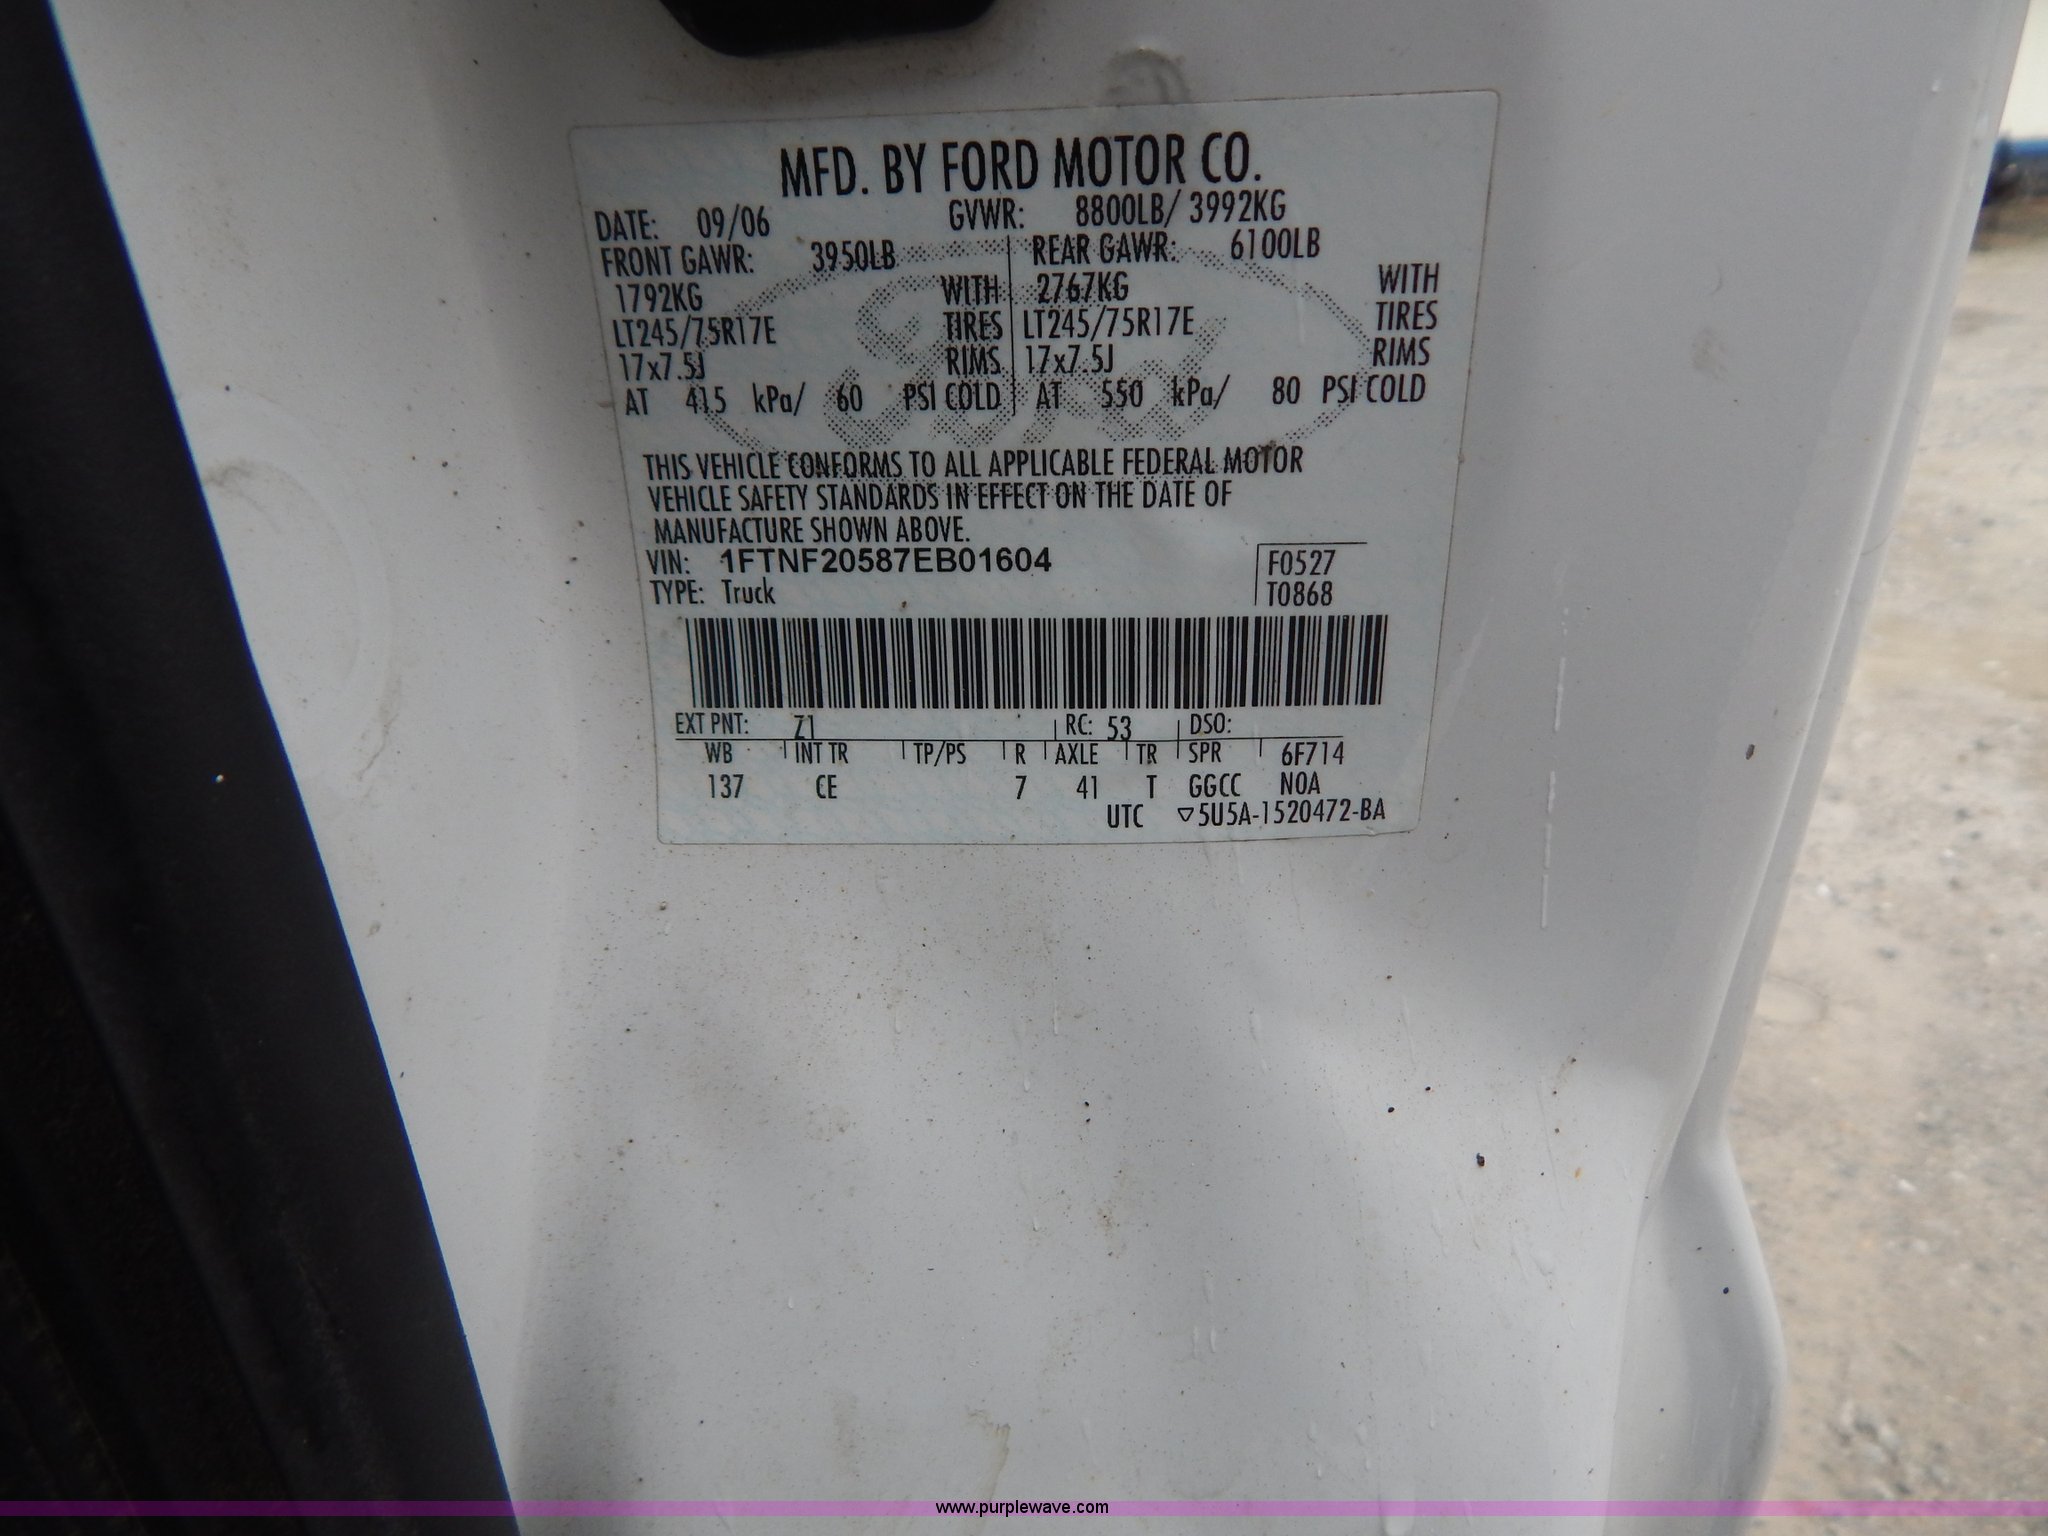 MFD. BY FORD MOTOR CO.
DATE: 09/06 GVWR: 8800LB/ 3992KG
FRONT GAWR: 3950LB REAR GAWR: 6100LB
1792KG WITH 2767KG WITH
LT245/75R17E TIRES LT245/75R17E TIRES
17x7.5J RIMS 17x7.5J RIMS
AT 415 kPa/ 60 PSI COLD AT 550 kPa/ 80 PSI COLD
Ford
THIS VEHICLE CONFORMS TO ALL APPLICABLE FEDERAL MOTOR
VEHICLE SAFETY STANDARDS IN EFFECT ON THE DATE OF
MANUFACTURE SHOWN ABOVE.
VIN: 1FTNF20587EB01604 F0527
TYPE: Truck T0868
EXT PNT: Z1 RC: 53 DSO:
WB INT TR TP/PS R AXLE TR SPR 6F714
137 CE 7 41 T GGCC N0A
UTC ▽5U5A-1520472-BA
www.purplewave.com